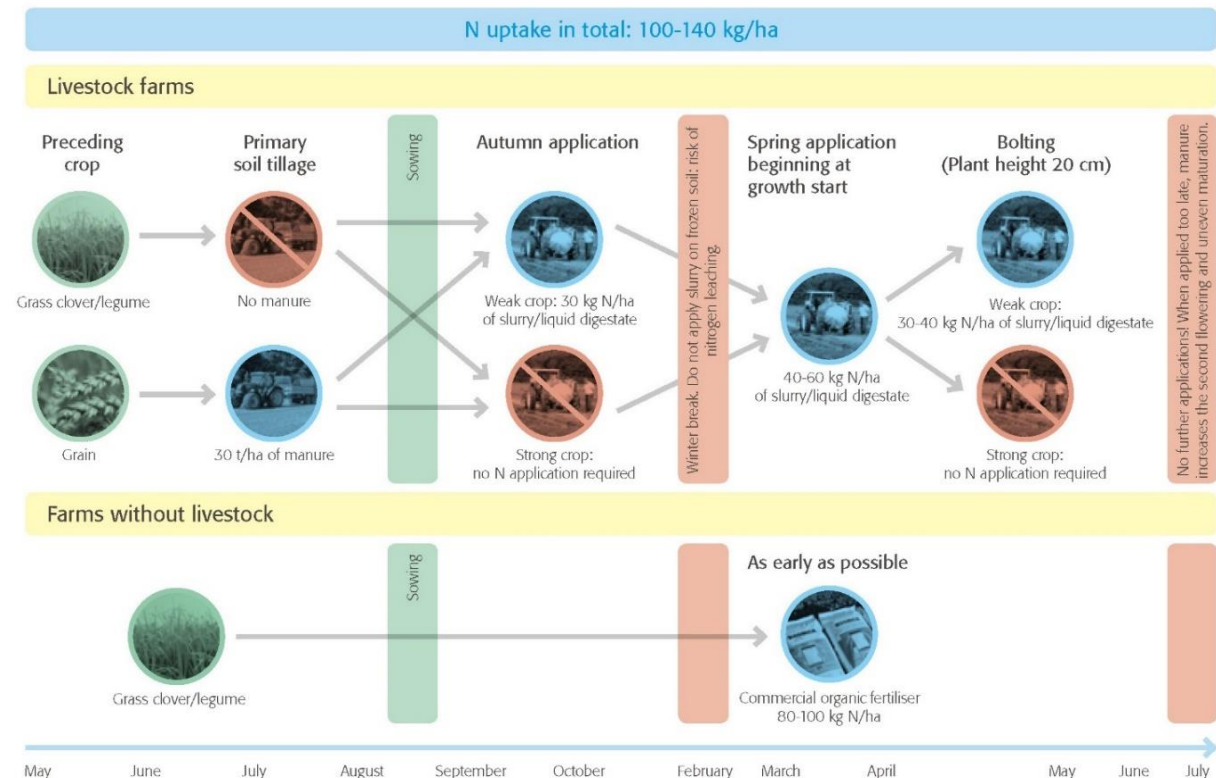 N uptake in total: 100-140 kg/ha
Livestock farms
Preceding
crop
Primary
soil tillage
Sowing
Autumn application
Winter break. Do not apply slurry on frozen soil: risk of
nitrogen leaching.
Spring application
beginning at
growth start
Bolting
(Plant height 20 cm)
No further applications! When applied too late, manure
increases the second flowering and uneven maturation.
Grass clover/legume
No manure
Weak crop: 30 kg N/ha
of slurry/liquid digestate
40-60 kg N/ha
of slurry/liquid digestate
Weak crop:
30-40 kg N/ha of slurry/liquid digestate
Grain
30 t/ha of manure
Strong crop:
no N application required
Strong crop:
no N application required
Farms without livestock
Sowing
As early as possible
Grass clover/legume
Commercial organic fertiliser
80-100 kg N/ha
May June July August September October February March April May June July